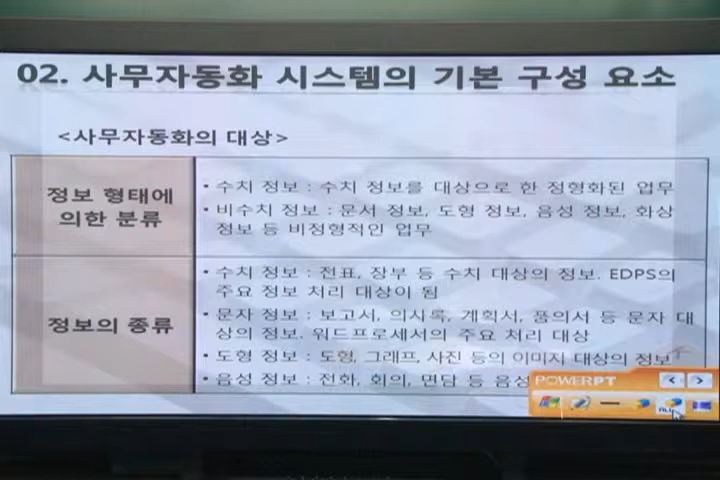 02. 사무자동화 시스템의 기본 구성 요소
<사무자동화의 대상>
정보 형태에
의한 분류
• 수치 정보 : 수치 정보를 대상으로 한 정형화된 업무
• 비수치 정보 : 문서 정보, 도형 정보, 음성 정보, 화상
정보 등 비정형적인 업무
정보의 종류
• 수치 정보 : 전표, 장부 등 수치 대상의 정보. EDPS의
주요 정보 처리 대상이 됨
• 문자 정보 : 보고서, 의사록, 계획서, 품의서 등 문자 대
상의 정보. 워드프로세서의 주요 처리 대상
• 도형 정보 : 도형, 그래프, 사진 등의 이미지 대상의 정보
• 음성 정보 : 전화, 회의, 면담 등 음성
POWERPT
ALL